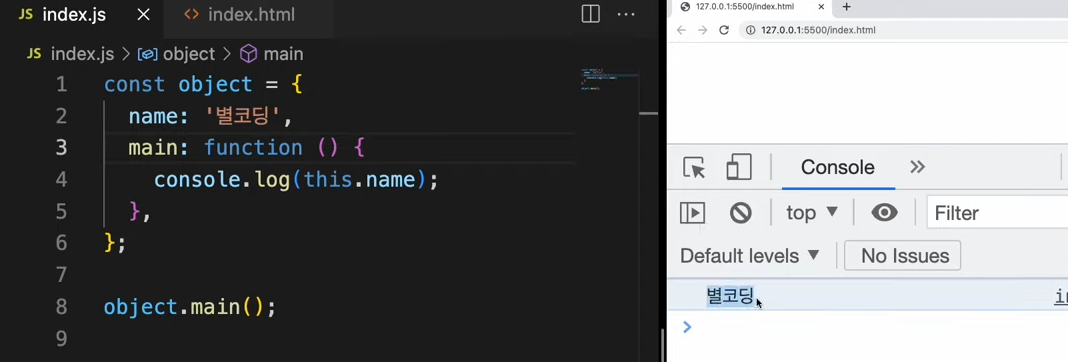 JS index.js
<> index.html
JS index.js > object > main
1 const object = {
2 name: '별코딩',
3 main: function () {
4 console.log(this.name);
5 },
6 };
7
8 object.main();
9
127.0.0.1:5500/index.html
127.0.0.1:5500/index.html
Console
top
Filter
Default levels
No Issues
별코딩